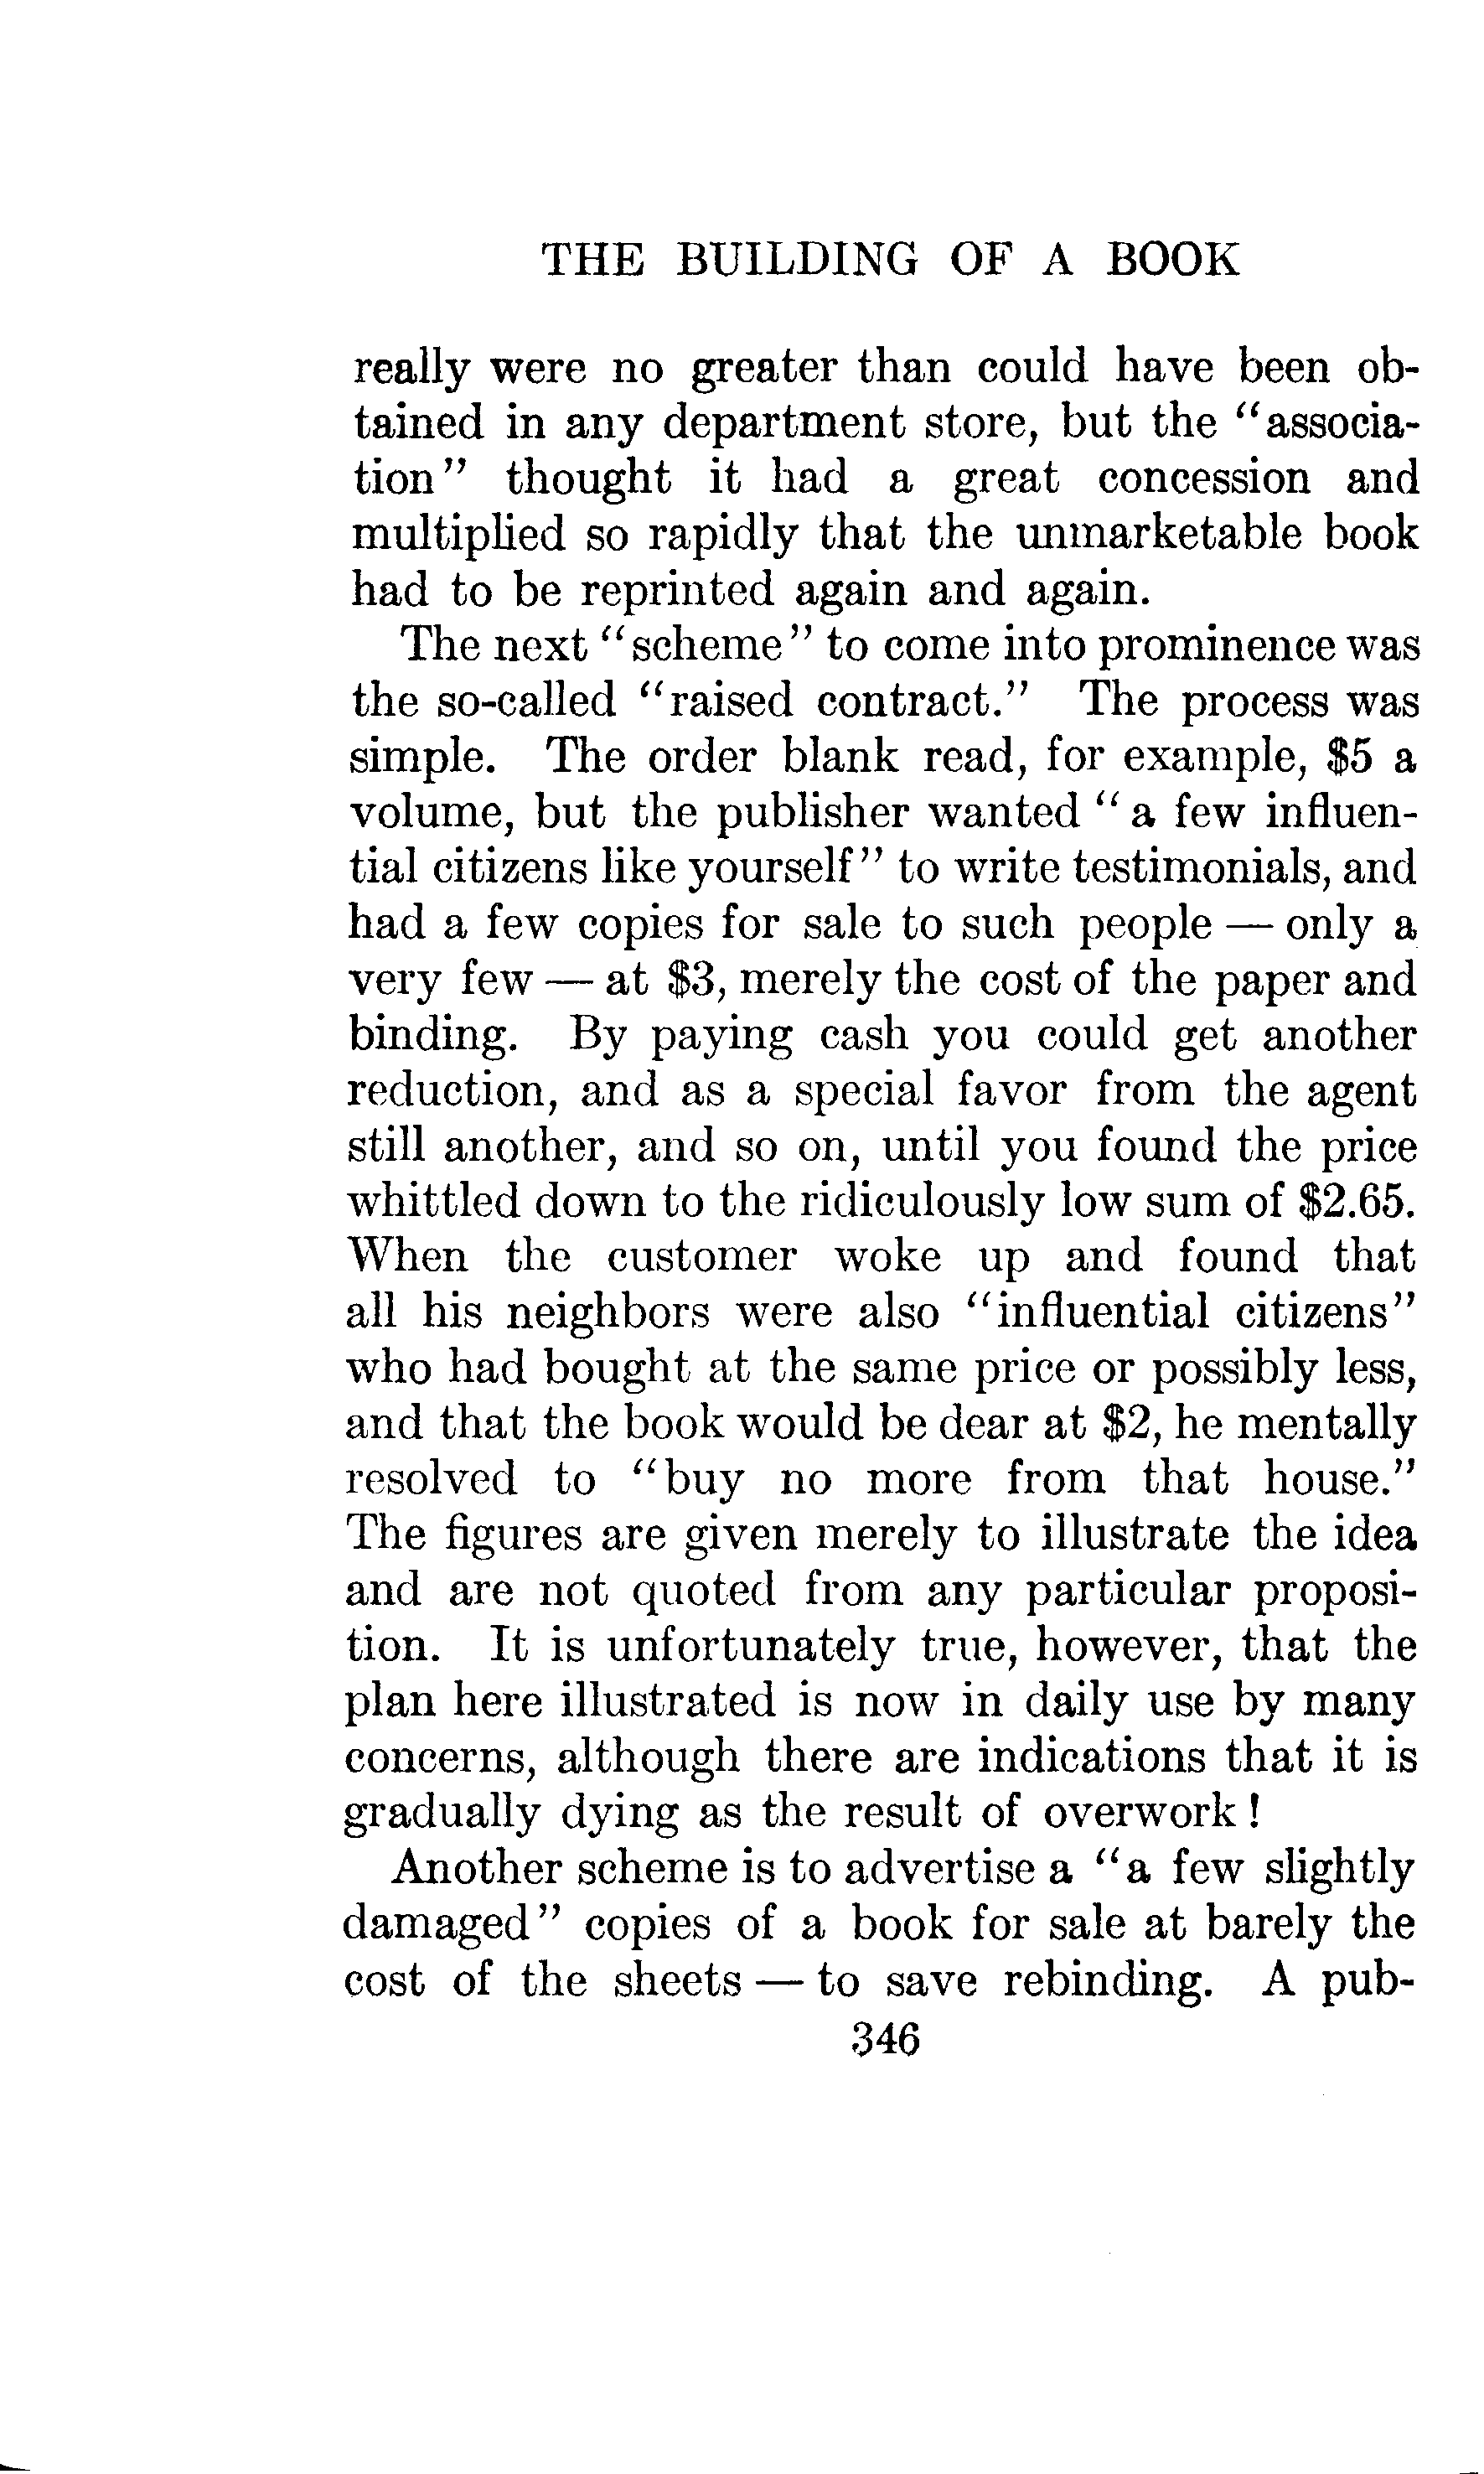 THE BUILDING OF A BOOK
really were no greater than could have been ob-
tained in any department store, but the "associa-
tion" thought it had a great concession and
multiplied so rapidly that the unmarketable book
had to be reprinted again and again.
The next "scheme" to come into prominence was
the so-called "raised contract." The process was
simple. The order blank read, for example, $5 a
volume, but the publisher wanted "a few influen-
tial citizens like yourself" to write testimonials, and
had a few copies for sale to such people — only a
very few — at $3, merely the cost of the paper and
binding. By paying cash you could get another
reduction, and as a special favor from the agent
still another, and so on, until you found the price
whittled down to the ridiculously low sum of $2.65.
When the customer woke up and found that
all his neighbors were also "influential citizens"
who had bought at the same price or possibly less,
and that the book would be dear at $2, he mentally
resolved to "buy no more from that house."
The figures are given merely to illustrate the idea
and are not quoted from any particular proposi-
tion. It is unfortunately true, however, that the
plan here illustrated is now in daily use by many
concerns, although there are indications that it is
gradually dying as the result of overwork!
Another scheme is to advertise a "a few slightly
damaged" copies of a book for sale at barely the
cost of the sheets — to save rebinding. A pub-
346